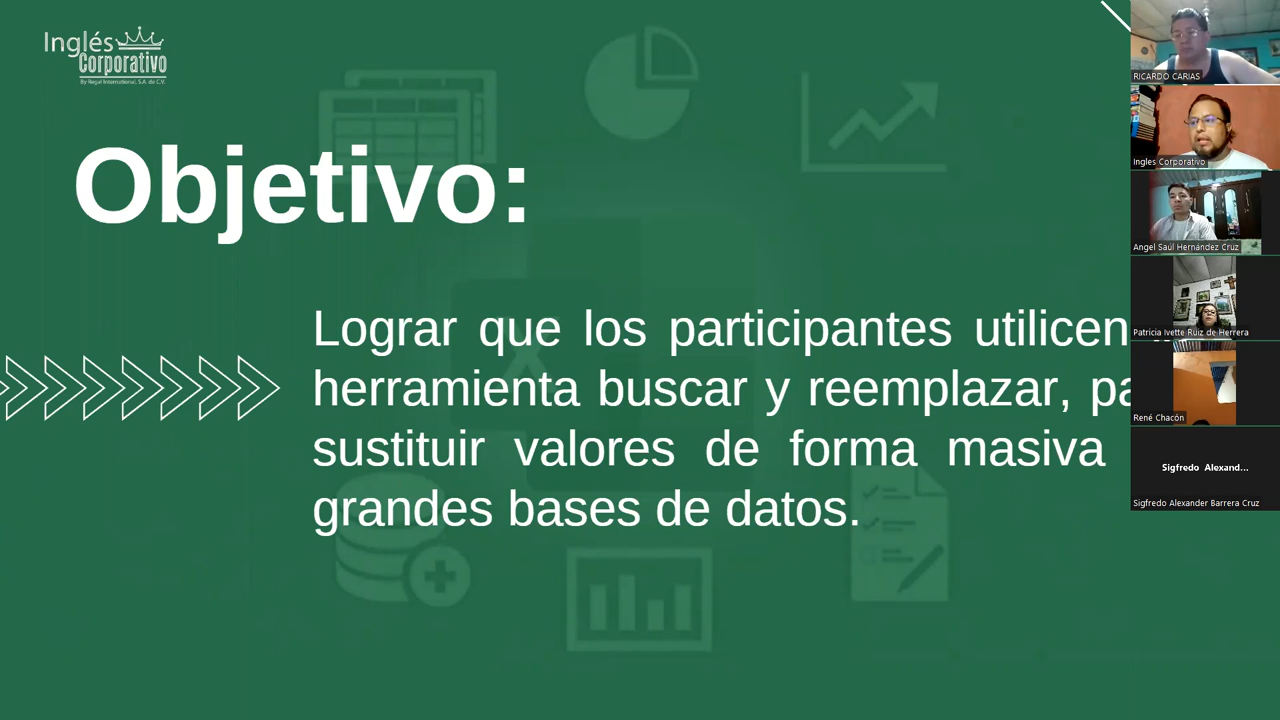 Inglés
Corporativo
By Regal International, S.A. de C.V.
Objetivo:
Lograr que los participantes utilicen
herramienta buscar y reemplazar, pa
sustituir valores de forma masiva
grandes bases de datos.
RICARDO CARIAS
Ingles Corporativo
Angel Saúl Hernández Cruz
Patricia Ivette Ruiz de Herrera
René Chacón
Sigfredo Alexand...
Sigfredo Alexander Barrera Cruz